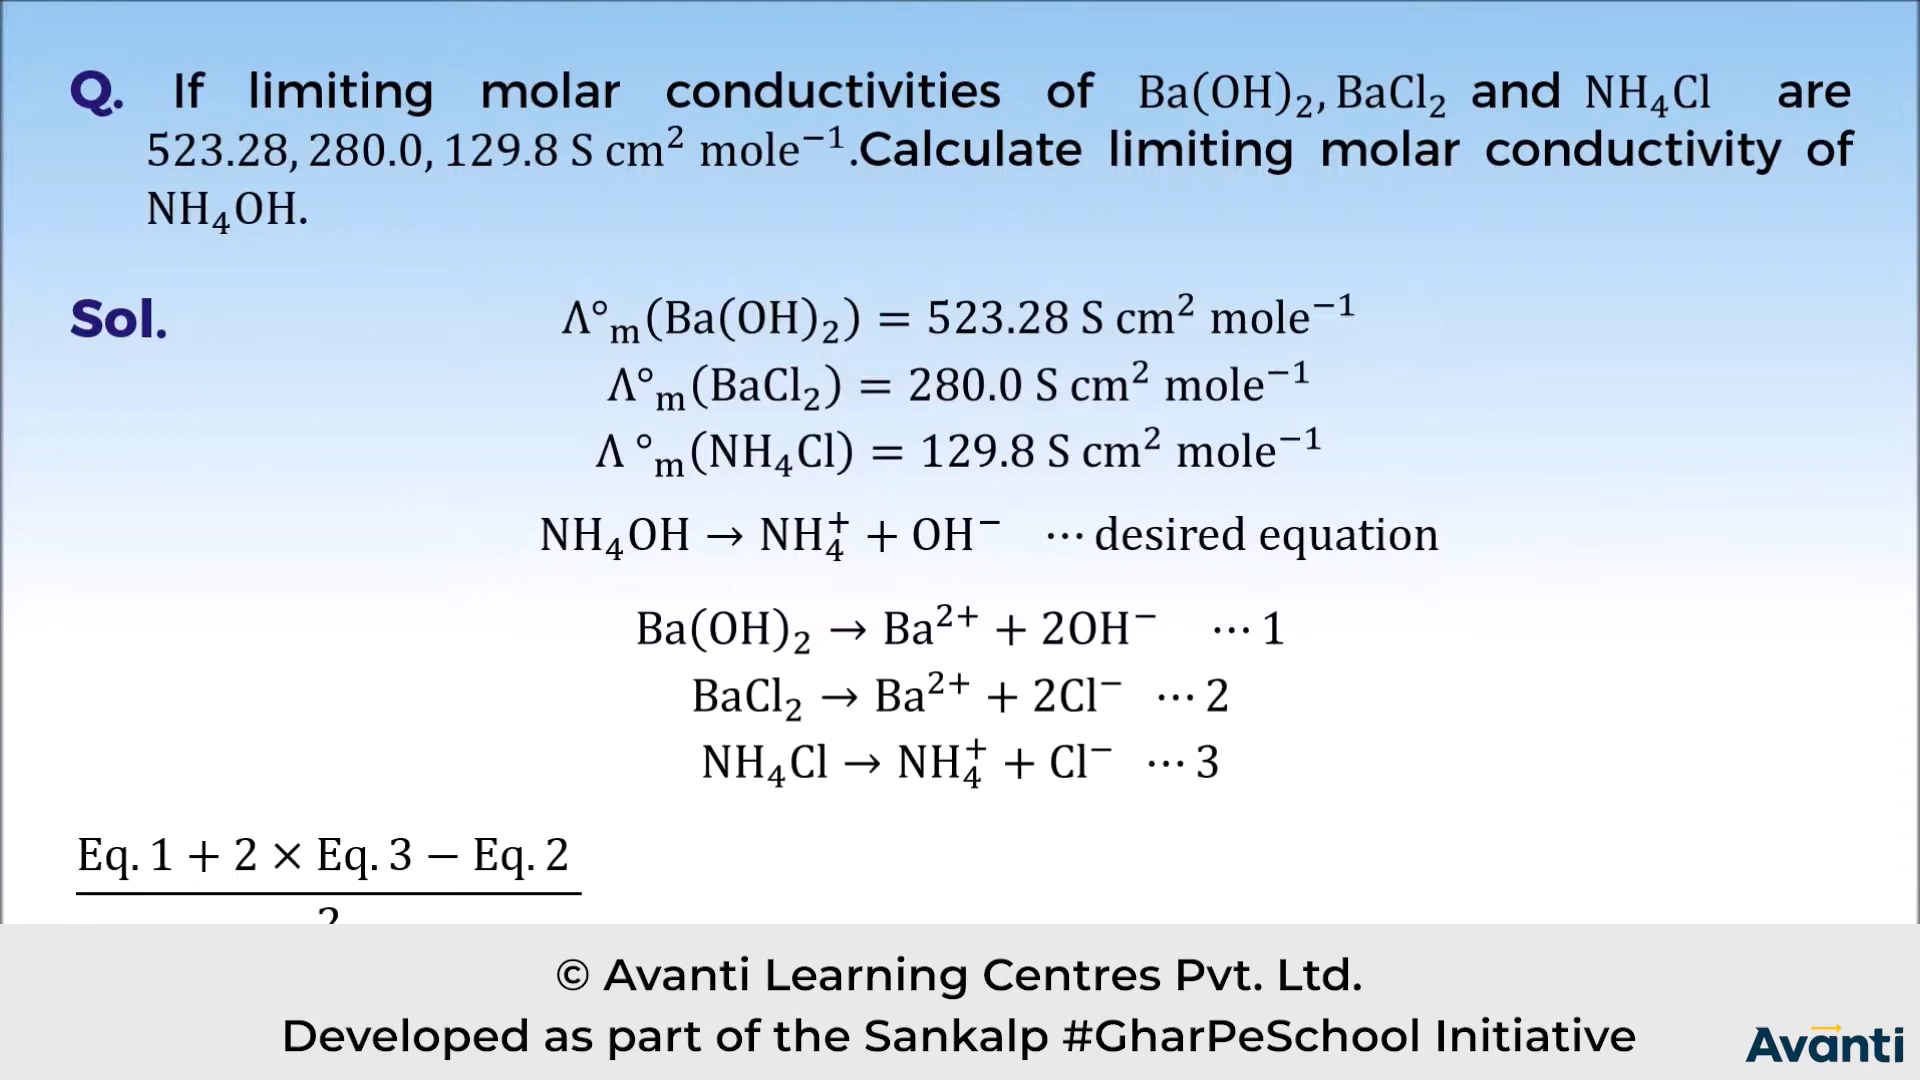 Q. If limiting molar conductivities of Ba(OH)₂, BaCl₂ and NH₄Cl are
523.28, 280.0, 129.8 S cm² mole⁻¹.Calculate limiting molar conductivity of
NH₄OH.
Sol.
Λ°ₘ(Ba(OH)₂) = 523.28 S cm² mole⁻¹
Λ°ₘ(BaCl₂) = 280.0 S cm² mole⁻¹
Λ °ₘ(NH₄Cl) = 129.8 S cm² mole⁻¹
NH₄OH → NH₄⁺ + OH⁻ ⋯ desired equation
Ba(OH)₂ → Ba²⁺ + 2OH⁻ ⋯ 1
BaCl₂ → Ba²⁺ + 2Cl⁻ ⋯ 2
NH₄Cl → NH₄⁺ + Cl⁻ ⋯ 3
Eq. 1 + 2 × Eq. 3 − Eq. 2
2
© Avanti Learning Centres Pvt. Ltd.
Developed as part of the Sankalp #GharPeSchool Initiative
Avanti